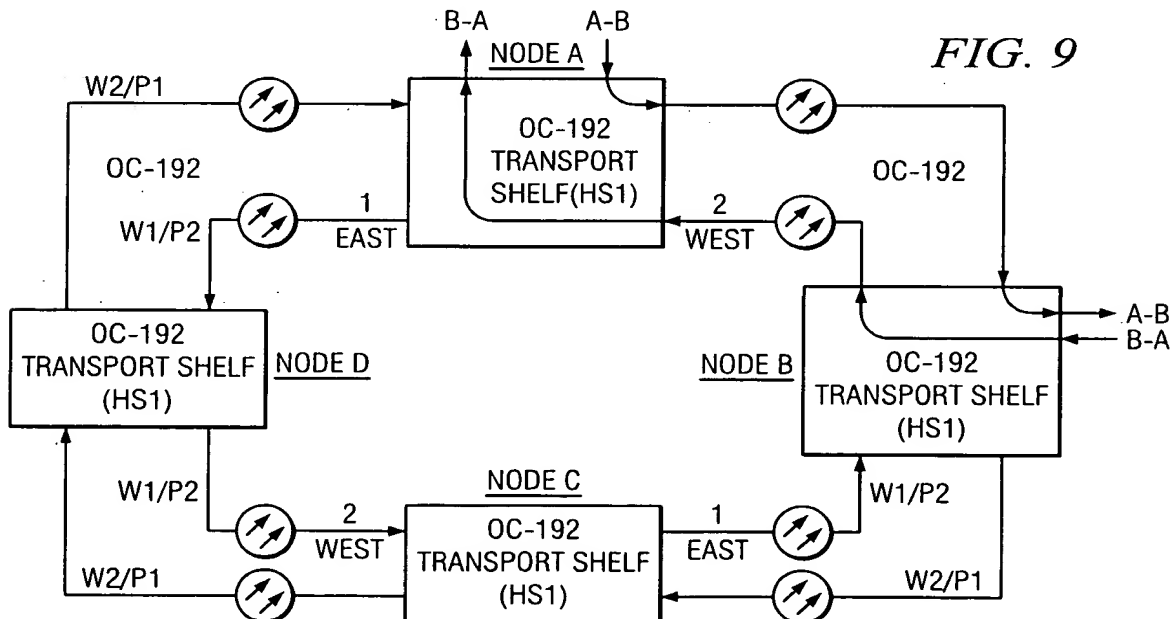 B-A
A-B
NODE A
FIG. 9
W2/P1
OC-192
TRANSPORT
SHELF(HS1)
OC-192
OC-192
W1/P2
1
EAST
2
WEST
OC-192
TRANSPORT SHELF
(HS1)
NODE D
A-B
B-A
NODE B
OC-192
TRANSPORT SHELF
(HS1)
W1/P2
2
WEST
NODE C
OC-192
TRANSPORT SHELF
(HS1)
1
EAST
W1/P2
W2/P1
W2/P1